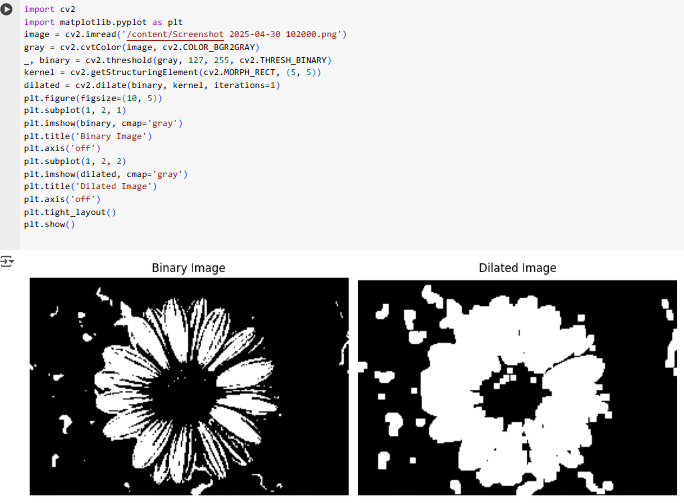 import cv2
import matplotlib.pyplot as plt
image = cv2.imread('/content/Screenshot 2025-04-30 102000.png')
gray = cv2.cvtColor(image, cv2.COLOR_BGR2GRAY)
_, binary = cv2.threshold(gray, 127, 255, cv2.THRESH_BINARY)
kernel = cv2.getStructuringElement(cv2.MORPH_RECT, (5, 5))
dilated = cv2.dilate(binary, kernel, iterations=1)
plt.figure(figsize=(10, 5))
plt.subplot(1, 2, 1)
plt.imshow(binary, cmap='gray')
plt.title('Binary Image')
plt.axis('off')
plt.subplot(1, 2, 2)
plt.imshow(dilated, cmap='gray')
plt.title('Dilated Image')
plt.axis('off')
plt.tight_layout()
plt.show()
Binary Image
Dilated Image